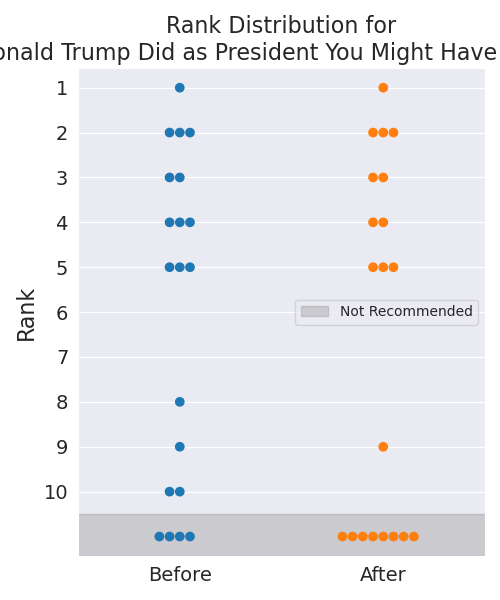 Rank Distribution for
onald Trump Did as President You Might Have
1
2
3
4
5
6
7
8
9
10
Rank
Not Recommended
Before
After